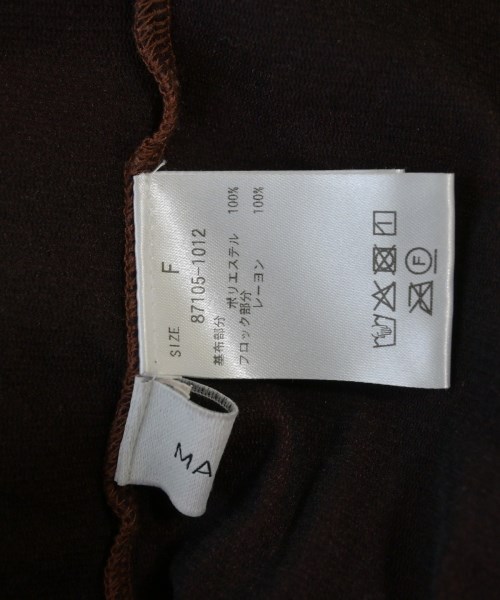 SIZE F
87105-1012
基布部分
ポリエステル 100%
フロック部分
レーヨン 100%
F
MA